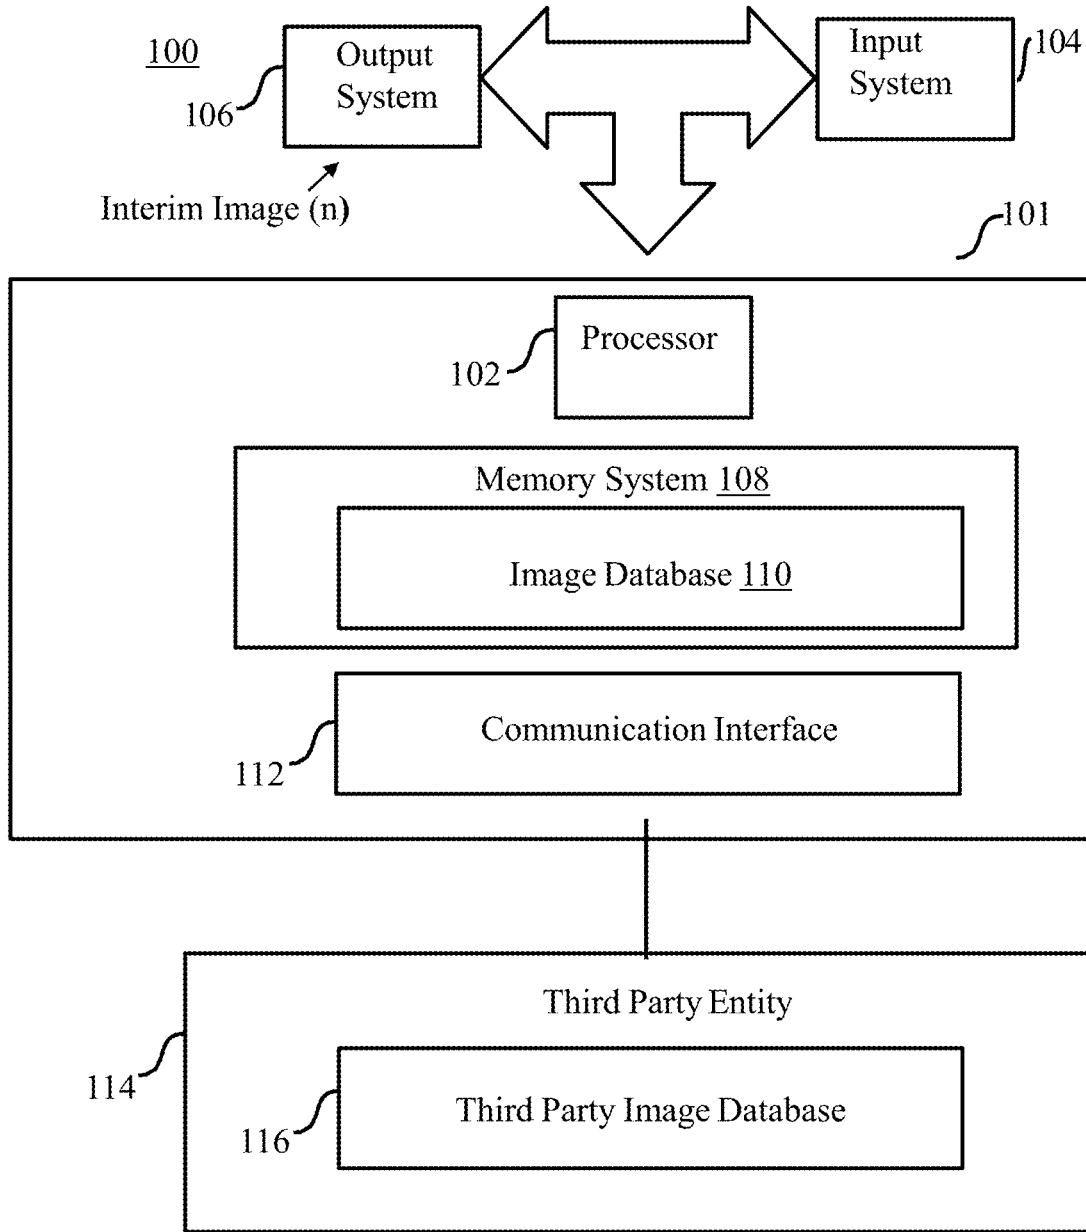 100
Output
System
106
Input
System
104
Interim Image (n)
101
Processor
102
Memory System 108
Image Database 110
Communication Interface
112
Third Party Entity
114
Third Party Image Database
116